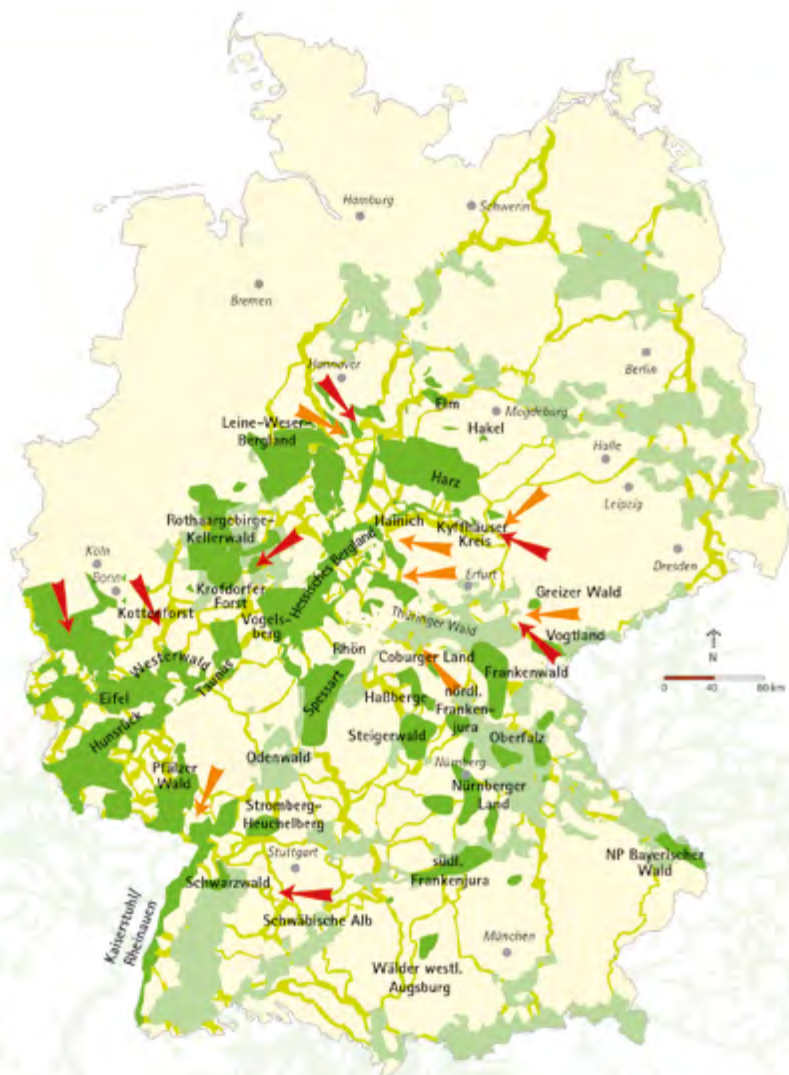 Hamburg
Schwerin
Bremen
Hannover
Berlin
Elm
Magdeburg
Leine-Weser-
Bergland
Hakel
Halle
Harz
Leipzig
Rothaargebirge-
Kellerwald
Hainich
Kyffhäuser
Kreis
Köln
Bonn
Hessisches Bergland
Erfurt
Dresden
Krofdorfer
Forst
Kottenforst
Greizer Wald
Vogels-
berg
Thüringer Wald
Vogtland
N
Westerwald
Rhön
Coburger Land
Frankenwald
Taunus
Eifel
Spessart
Haßberge
nördl.
Franken-
jura
0 40 80 km
Hunsrück
Steigerwald
Oberfalz
Odenwald
Nürnberg
Pfälzer
Wald
Nürnberger
Land
Stromberg-
Heuchelberg
Stuttgart
NP Bayerischer
Wald
südl.
Frankenjura
Schwarzwald
Kaiserstuhl/
Rheinauen
Schwäbische Alb
München
Wälder westl.
Augsburg